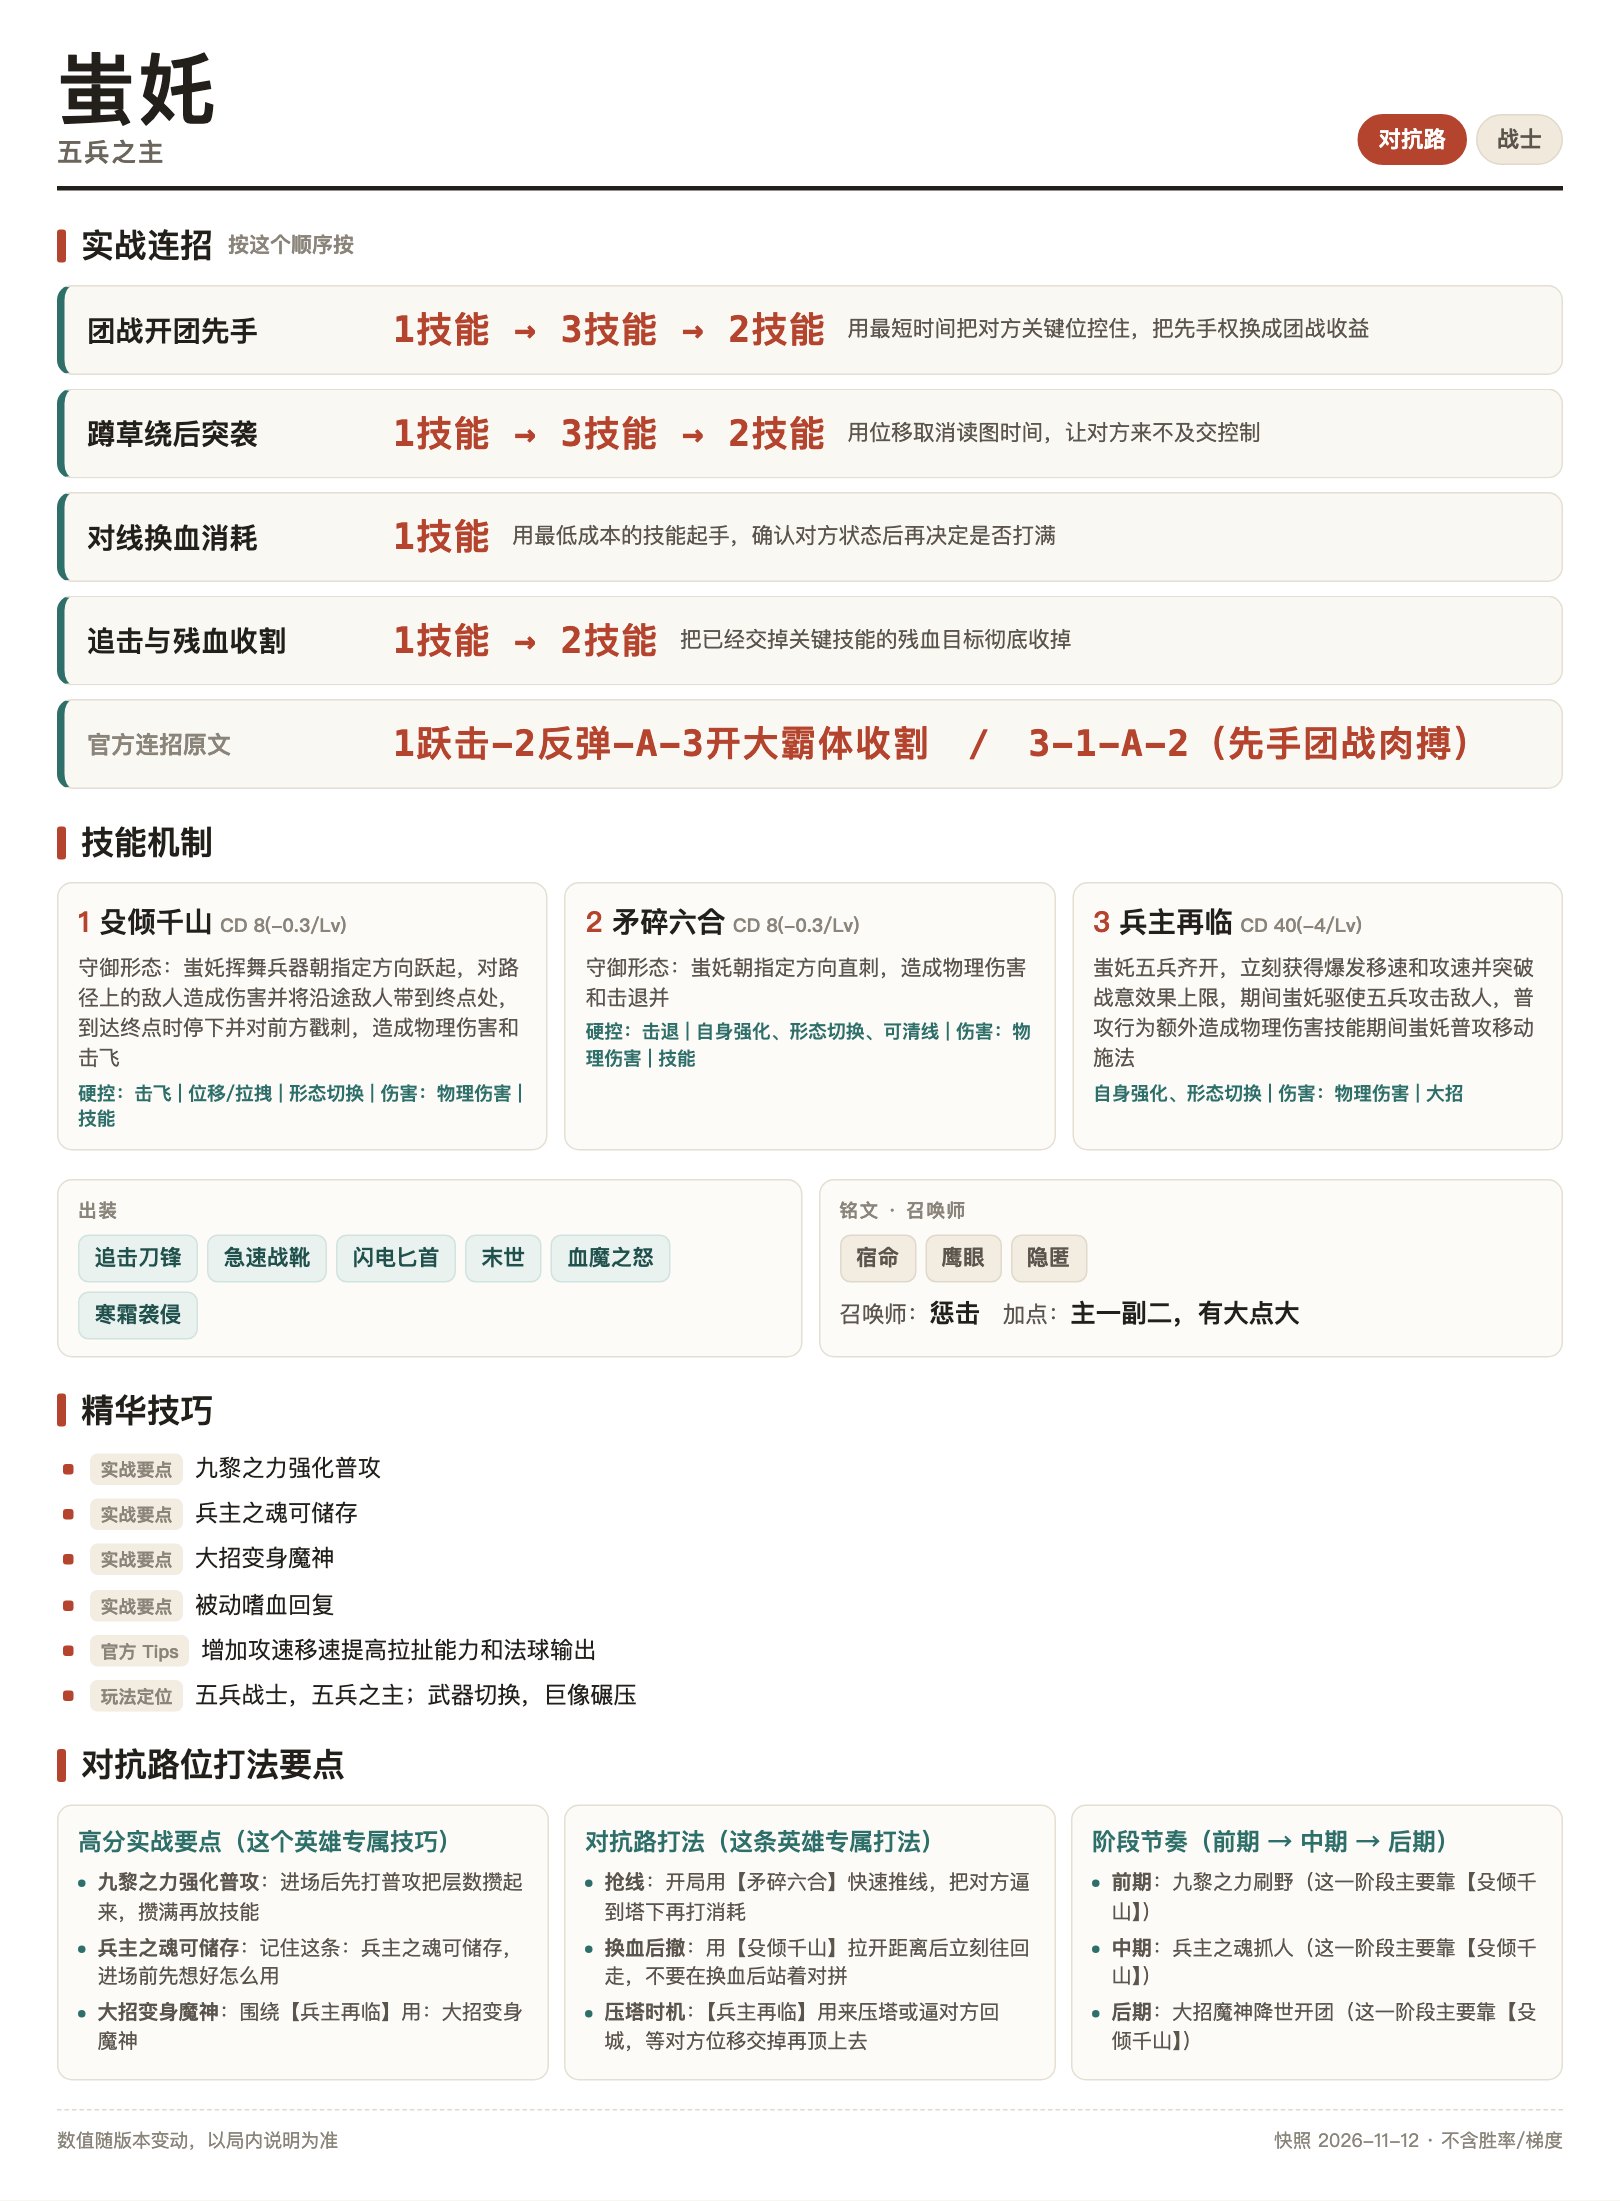 蚩奼
五兵之主
对抗路 战士
实战连招 按这个顺序按
团战开团先手 1技能 → 3技能 → 2技能 用最短时间把对方关键位控住，把先手权换成团战收益
蹲草绕后突袭 1技能 → 3技能 → 2技能 用位移取消读图时间，让对方来不及交控制
对线换血消耗 1技能 用最低成本的技能起手，确认对方状态后再决定是否打满
追击与残血收割 1技能 → 2技能 把已经交掉关键技能的残血目标彻底收掉
官方连招原文 1跃击-2反弹-A-3开大霸体收割 / 3-1-A-2（先手团战肉搏）
技能机制
1 殳倾千山 CD 8(-0.3/Lv)
守御形态：蚩奼挥舞兵器朝指定方向跃起，对路
径上的敌人造成伤害并将沿途敌人带到终点处，
到达终点时停下并对前方戳刺，造成物理伤害和
击飞
硬控：击飞 | 位移/拉拽 | 形态切换 | 伤害：物理伤害 |
技能
2 矛碎六合 CD 8(-0.3/Lv)
守御形态：蚩奼朝指定方向直刺，造成物理伤害
和击退并
硬控：击退 | 自身强化、形态切换、可清线 | 伤害：物
理伤害 | 技能
3 兵主再临 CD 40(-4/Lv)
蚩奼五兵齐开，立刻获得爆发移速和攻速并突破
战意效果上限，期间蚩奼驱使五兵攻击敌人，普
攻行为额外造成物理伤害技能期间蚩奼普攻移动
施法
自身强化、形态切换 | 伤害：物理伤害 | 大招
出装
追击刀锋 急速战靴 闪电匕首 末世 血魔之怒
寒霜袭侵
铭文 · 召唤师
宿命 鹰眼 隐匿
召唤师：惩击 加点：主一副二，有大点大
精华技巧
实战要点 九黎之力强化普攻
实战要点 兵主之魂可储存
实战要点 大招变身魔神
实战要点 被动嗜血回复
官方 Tips 增加攻速移速提高拉扯能力和法球输出
玩法定位 五兵战士，五兵之主；武器切换，巨像碾压
对抗路位打法要点
高分实战要点（这个英雄专属技巧）
九黎之力强化普攻：进场后先打普攻把层数攒起
来，攒满再放技能
兵主之魂可储存：记住这条：兵主之魂可储存，
进场前先想好怎么用
大招变身魔神：围绕【兵主再临】用：大招变身
魔神
对抗路打法（这条英雄专属打法）
抢线：开局用【矛碎六合】快速推线，把对方逼
到塔下再打消耗
换血后撤：用【殳倾千山】拉开距离后立刻往回
走，不要在换血后站着对拼
压塔时机：【兵主再临】用来压塔或逼对方回
城，等对方位移交掉再顶上去
阶段节奏（前期 → 中期 → 后期）
前期：九黎之力刷野（这一阶段主要靠【殳倾千
山】）
中期：兵主之魂抓人（这一阶段主要靠【殳倾千
山】）
后期：大招魔神降世开团（这一阶段主要靠【殳
倾千山】）
数值随版本变动，以局内说明为准
快照 2026-11-12 · 不含胜率/梯度